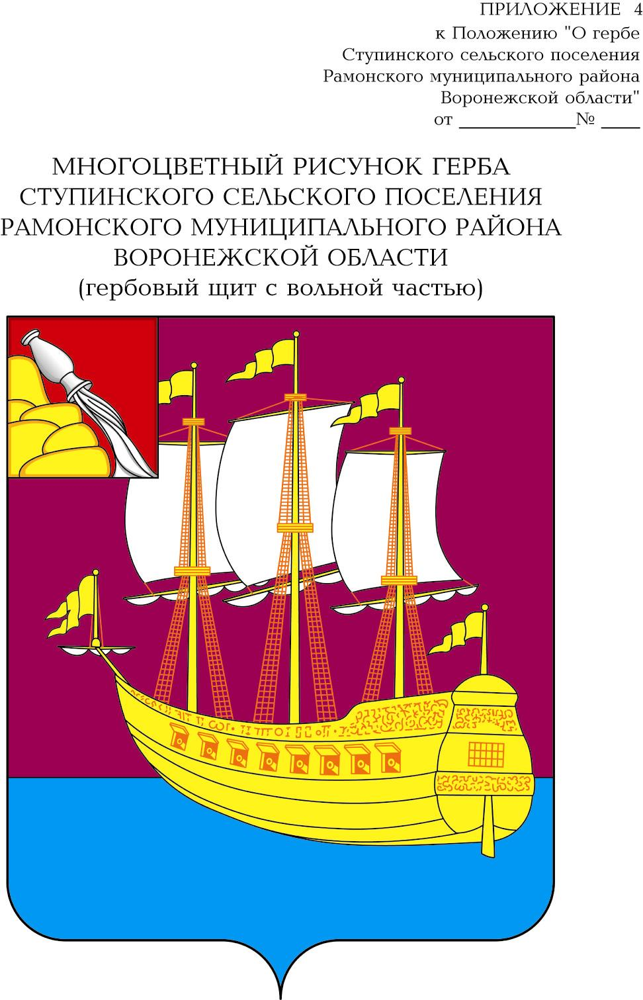 ПРИЛОЖЕНИЕ 4
к Положению "О гербе
Ступинского сельского поселения
Рамонского муниципального района
Воронежской области"
от ____________№ ____
МНОГОЦВЕТНЫЙ РИСУНОК ГЕРБА
СТУПИНСКОГО СЕЛЬСКОГО ПОСЕЛЕНИЯ
РАМОНСКОГО МУНИЦИПАЛЬНОГО РАЙОНА
ВОРОНЕЖСКОЙ ОБЛАСТИ
(гербовый щит с вольной частью)